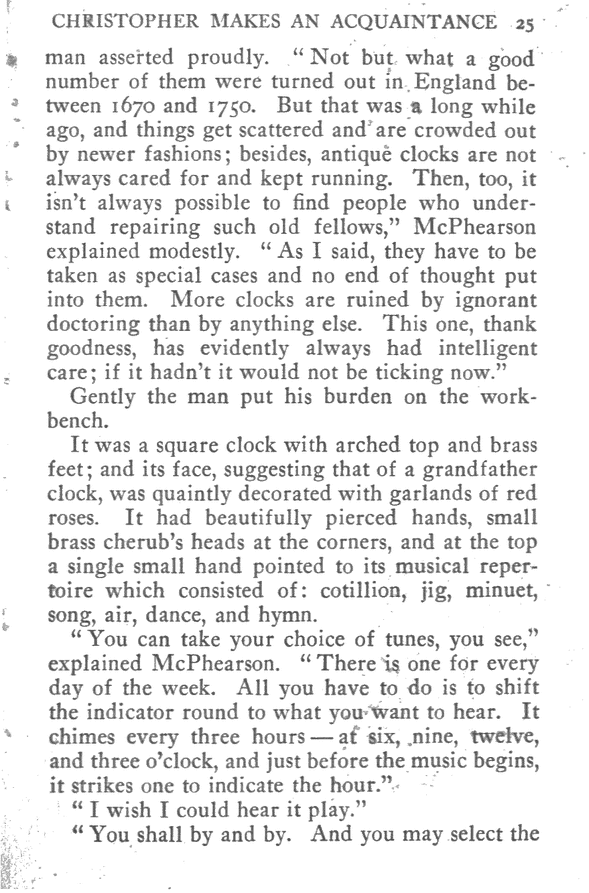 CHRISTOPHER MAKES AN ACQUAINTANCE 25
man asserted proudly. “ Not but what a good
number of them were turned out in England be-
tween 1670 and 1750. But that was a long while
ago, and things get scattered and are crowded out
by newer fashions; besides, antique clocks are not
always cared for and kept running. Then, too, it
isn’t always possible to find people who under-
stand repairing such old fellows,” McPhearson
explained modestly. “ As I said, they have to be
taken as special cases and no end of thought put
into them. More clocks are ruined by ignorant
doctoring than by anything else. This one, thank
goodness, has evidently always had intelligent
care; if it hadn’t it would not be ticking now.”
Gently the man put his burden on the work-
bench.
It was a square clock with arched top and brass
feet; and its face, suggesting that of a grandfather
clock, was quaintly decorated with garlands of red
roses. It had beautifully pierced hands, small
brass cherub’s heads at the corners, and at the top
a single small hand pointed to its musical reper-
toire which consisted of: cotillion, jig, minuet,
song, air, dance, and hymn.
“ You can take your choice of tunes, you see,”
explained McPhearson. “ There is one for every
day of the week. All you have to do is to shift
the indicator round to what you want to hear. It
chimes every three hours — at six, nine, twelve,
and three o’clock, and just before the music begins,
it strikes one to indicate the hour.”
“ I wish I could hear it play.”
“ You shall by and by. And you may select the